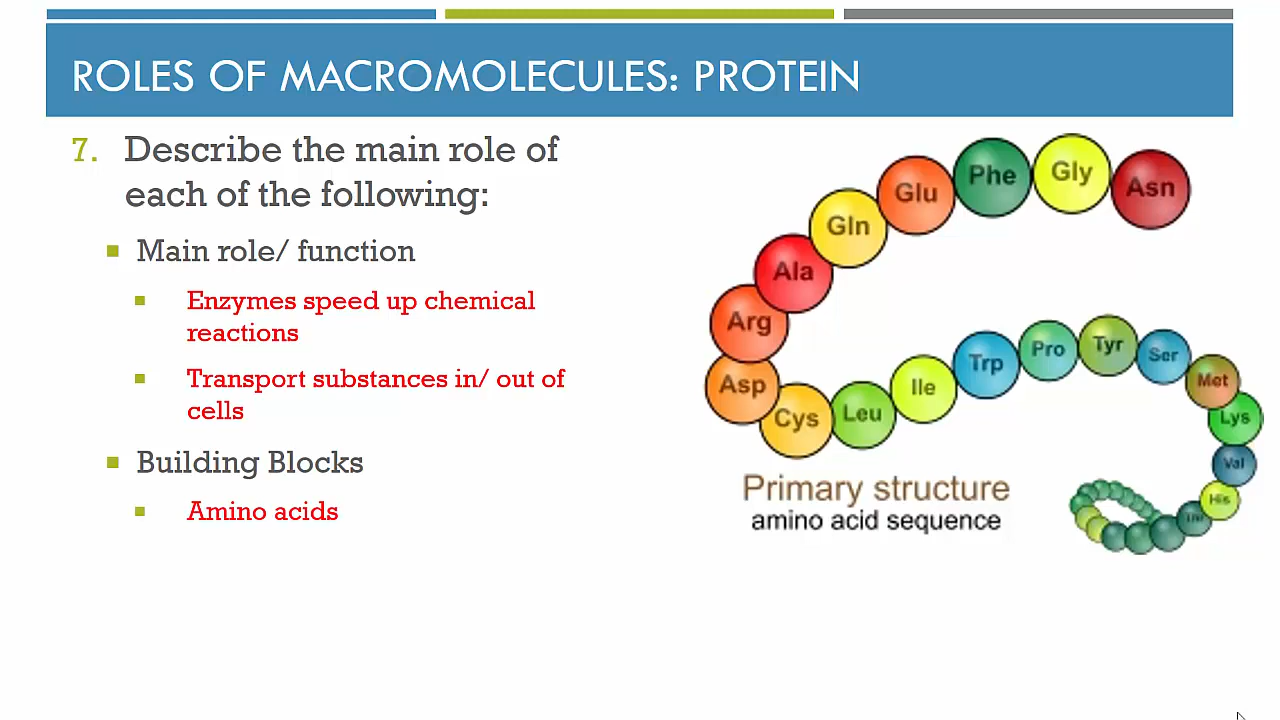 ROLES OF MACROMOLECULES: PROTEIN
7. Describe the main role of
each of the following:
Main role/ function
Enzymes speed up chemical
reactions
Transport substances in/ out of
cells
Building Blocks
Amino acids
Asn
Gly
Phe
Glu
Gln
Ala
Arg
Asp
Cys
Leu
Ile
Trp
Pro
Tyr
Ser
Met
Lys
Val
His
Primary structure
amino acid sequence